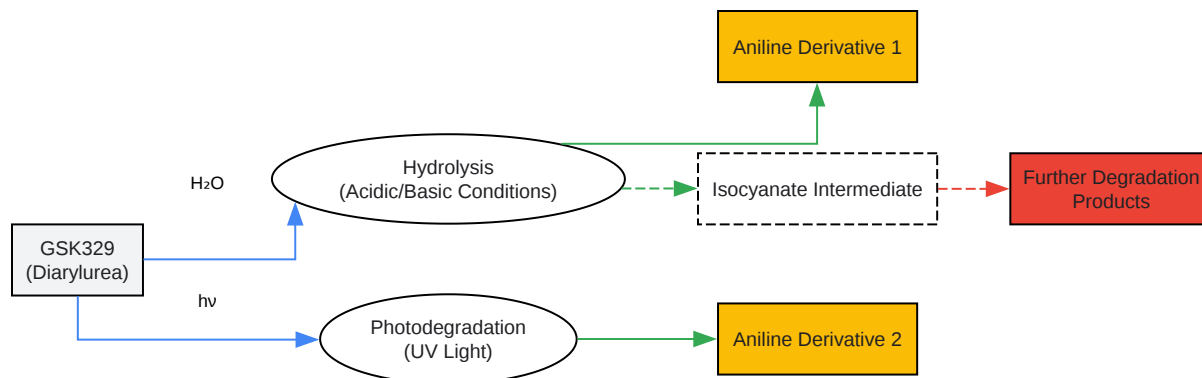 Aniline Derivative 1
H₂O
Hydrolysis
(Acidic/Basic Conditions)
Isocyanate Intermediate
Further Degradation
Products
GSK329
(Diarylurea)
hν
Photodegradation
(UV Light)
Aniline Derivative 2